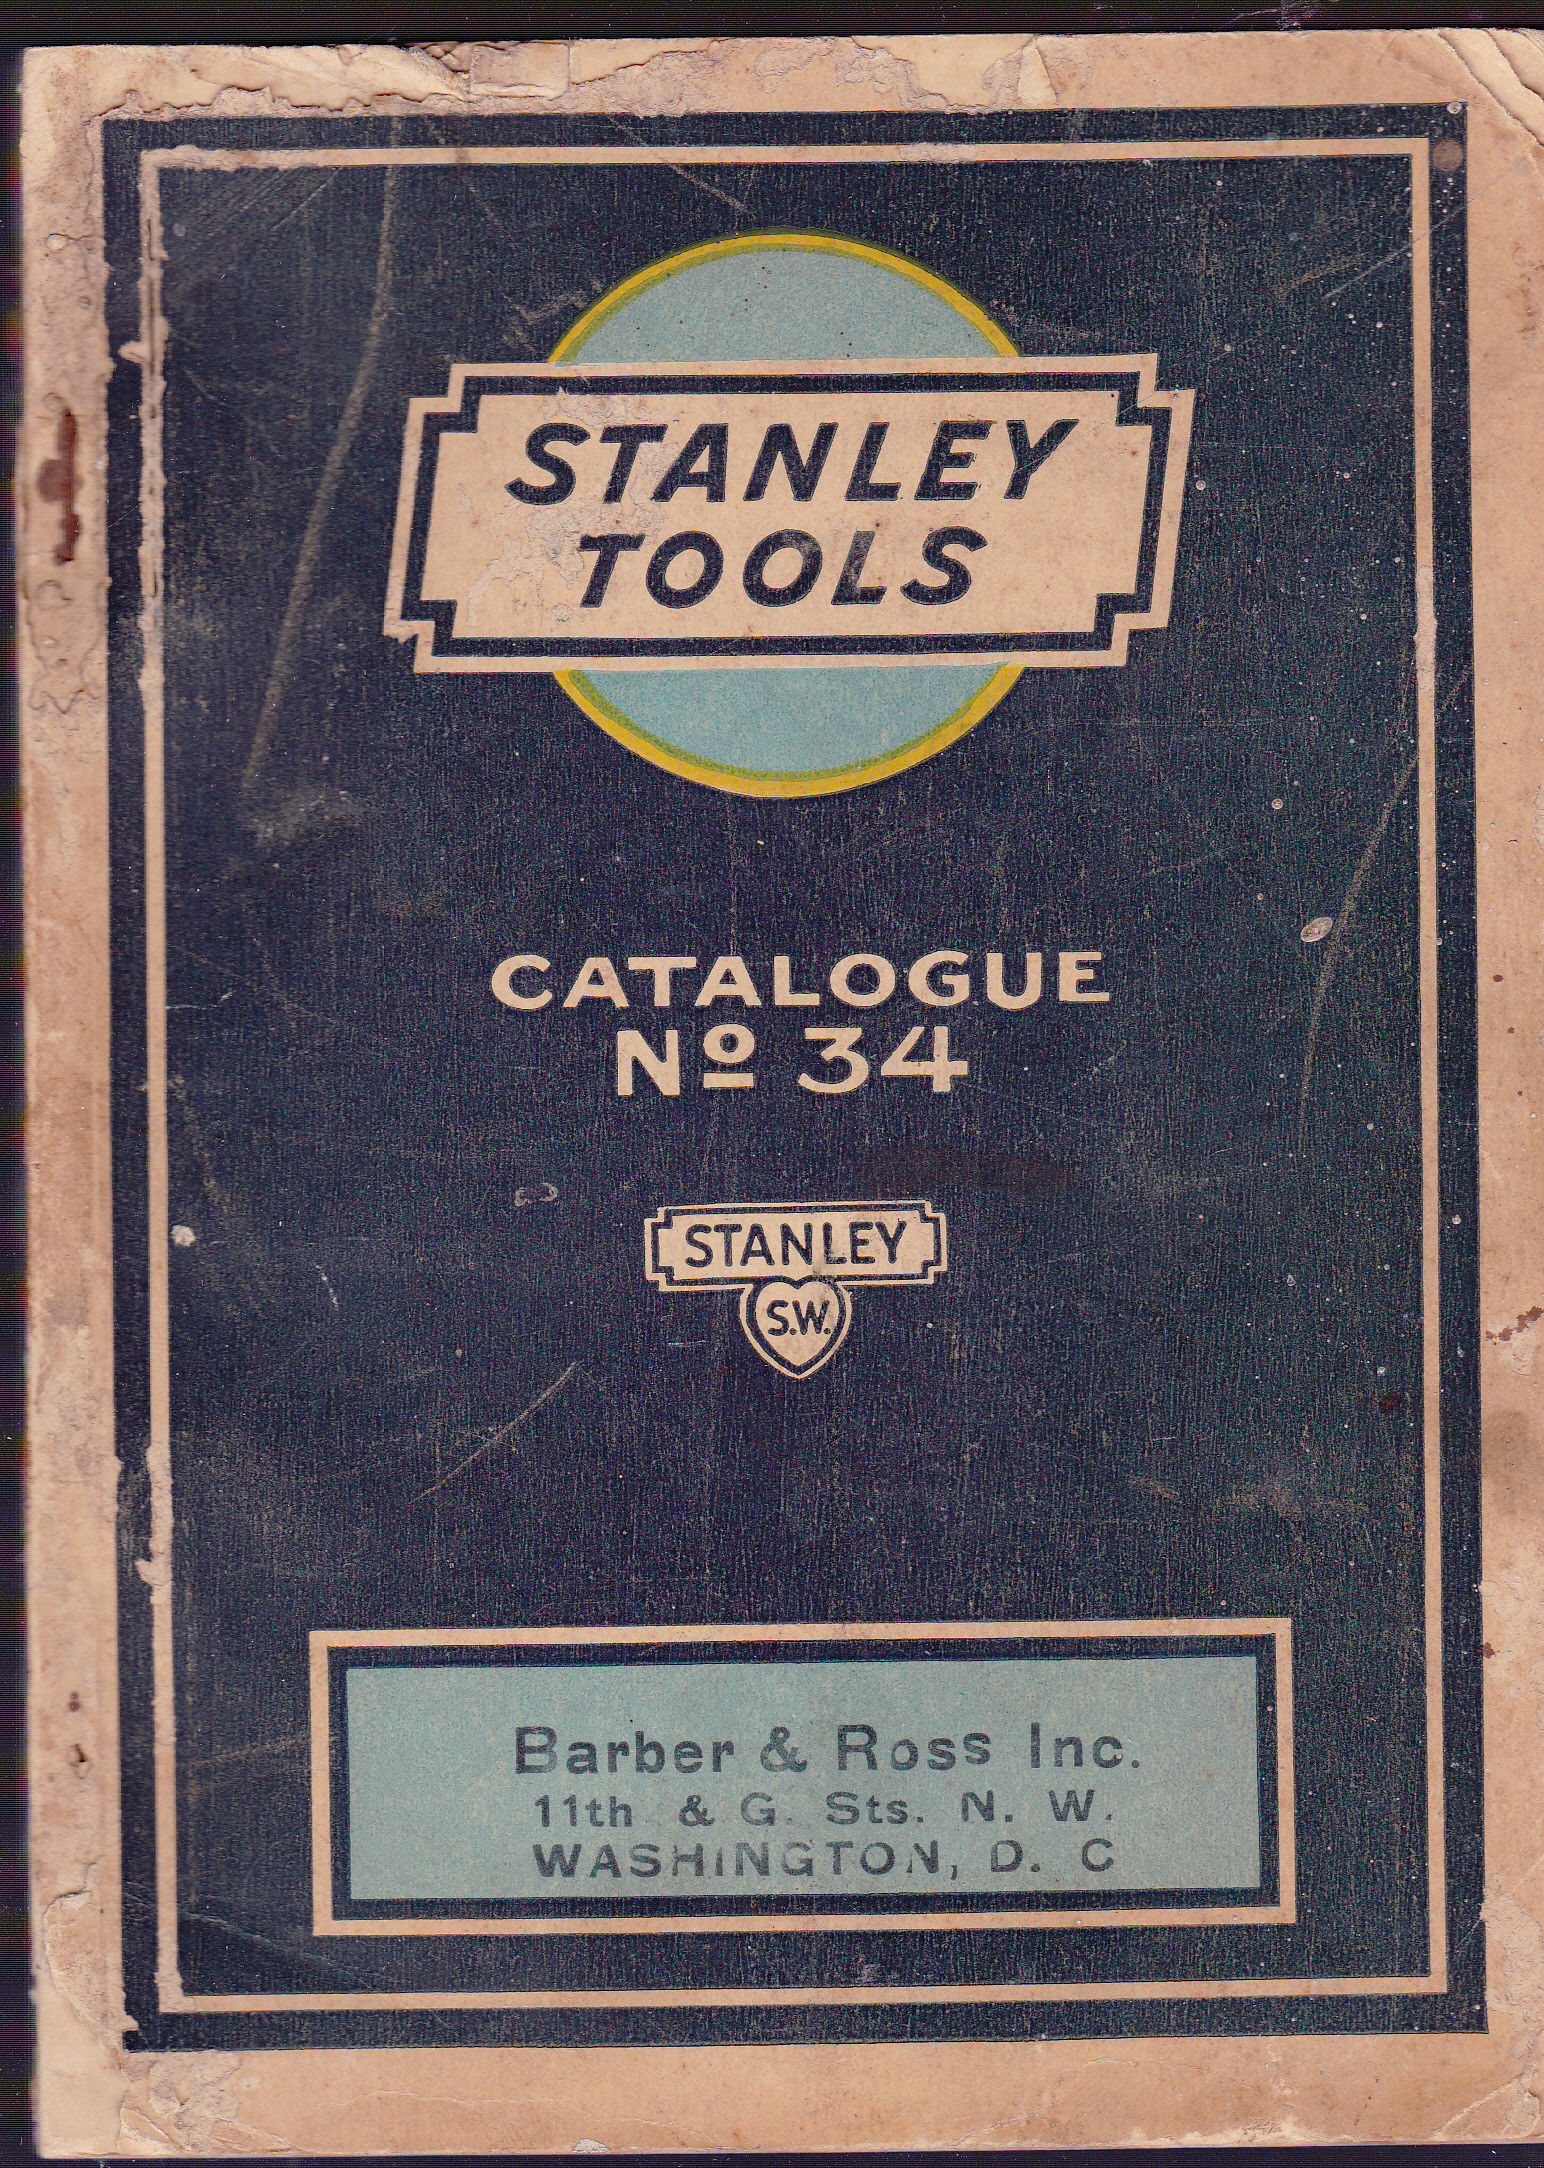 STANLEY
TOOLS
CATALOGUE
Nº 34
STANLEY
S.W.
Barber & Ross Inc.
11th & G. Sts. N. W.
WASHINGTON, D. C